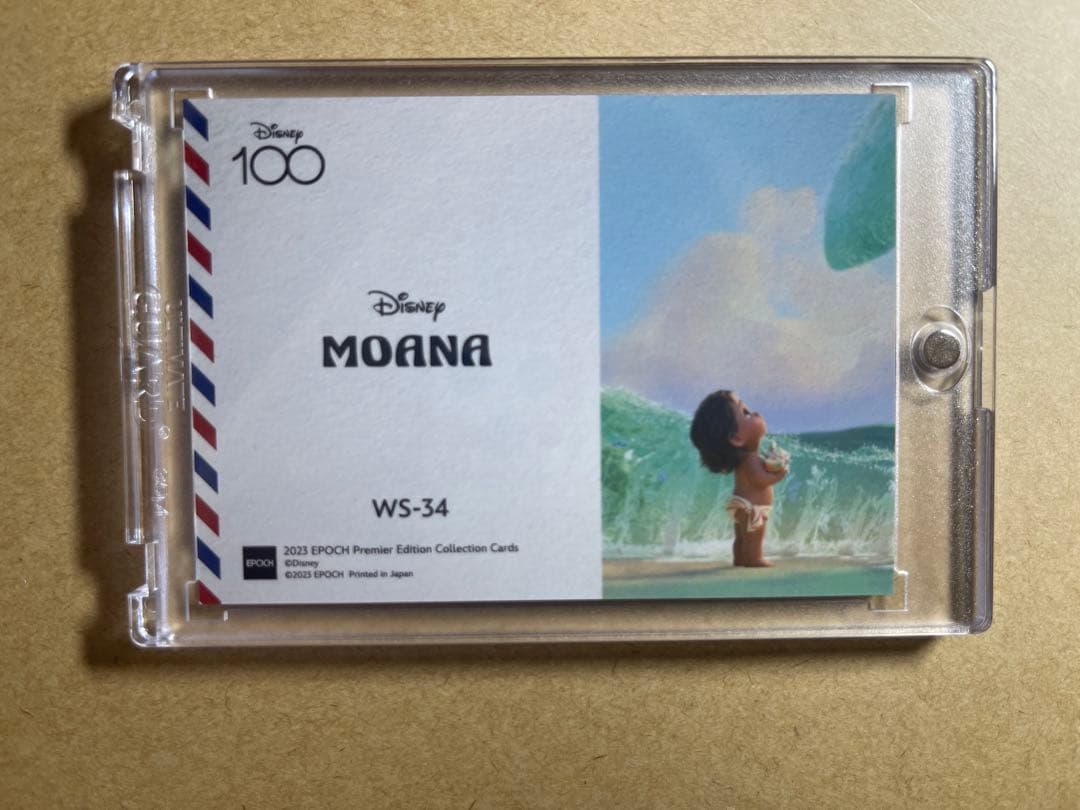 Disney
100
Disney
MOANA
WS-34
EPOCH
2023 EPOCH Premier Edition Collection Cards
©Disney
©2023 EPOCH Printed in Japan